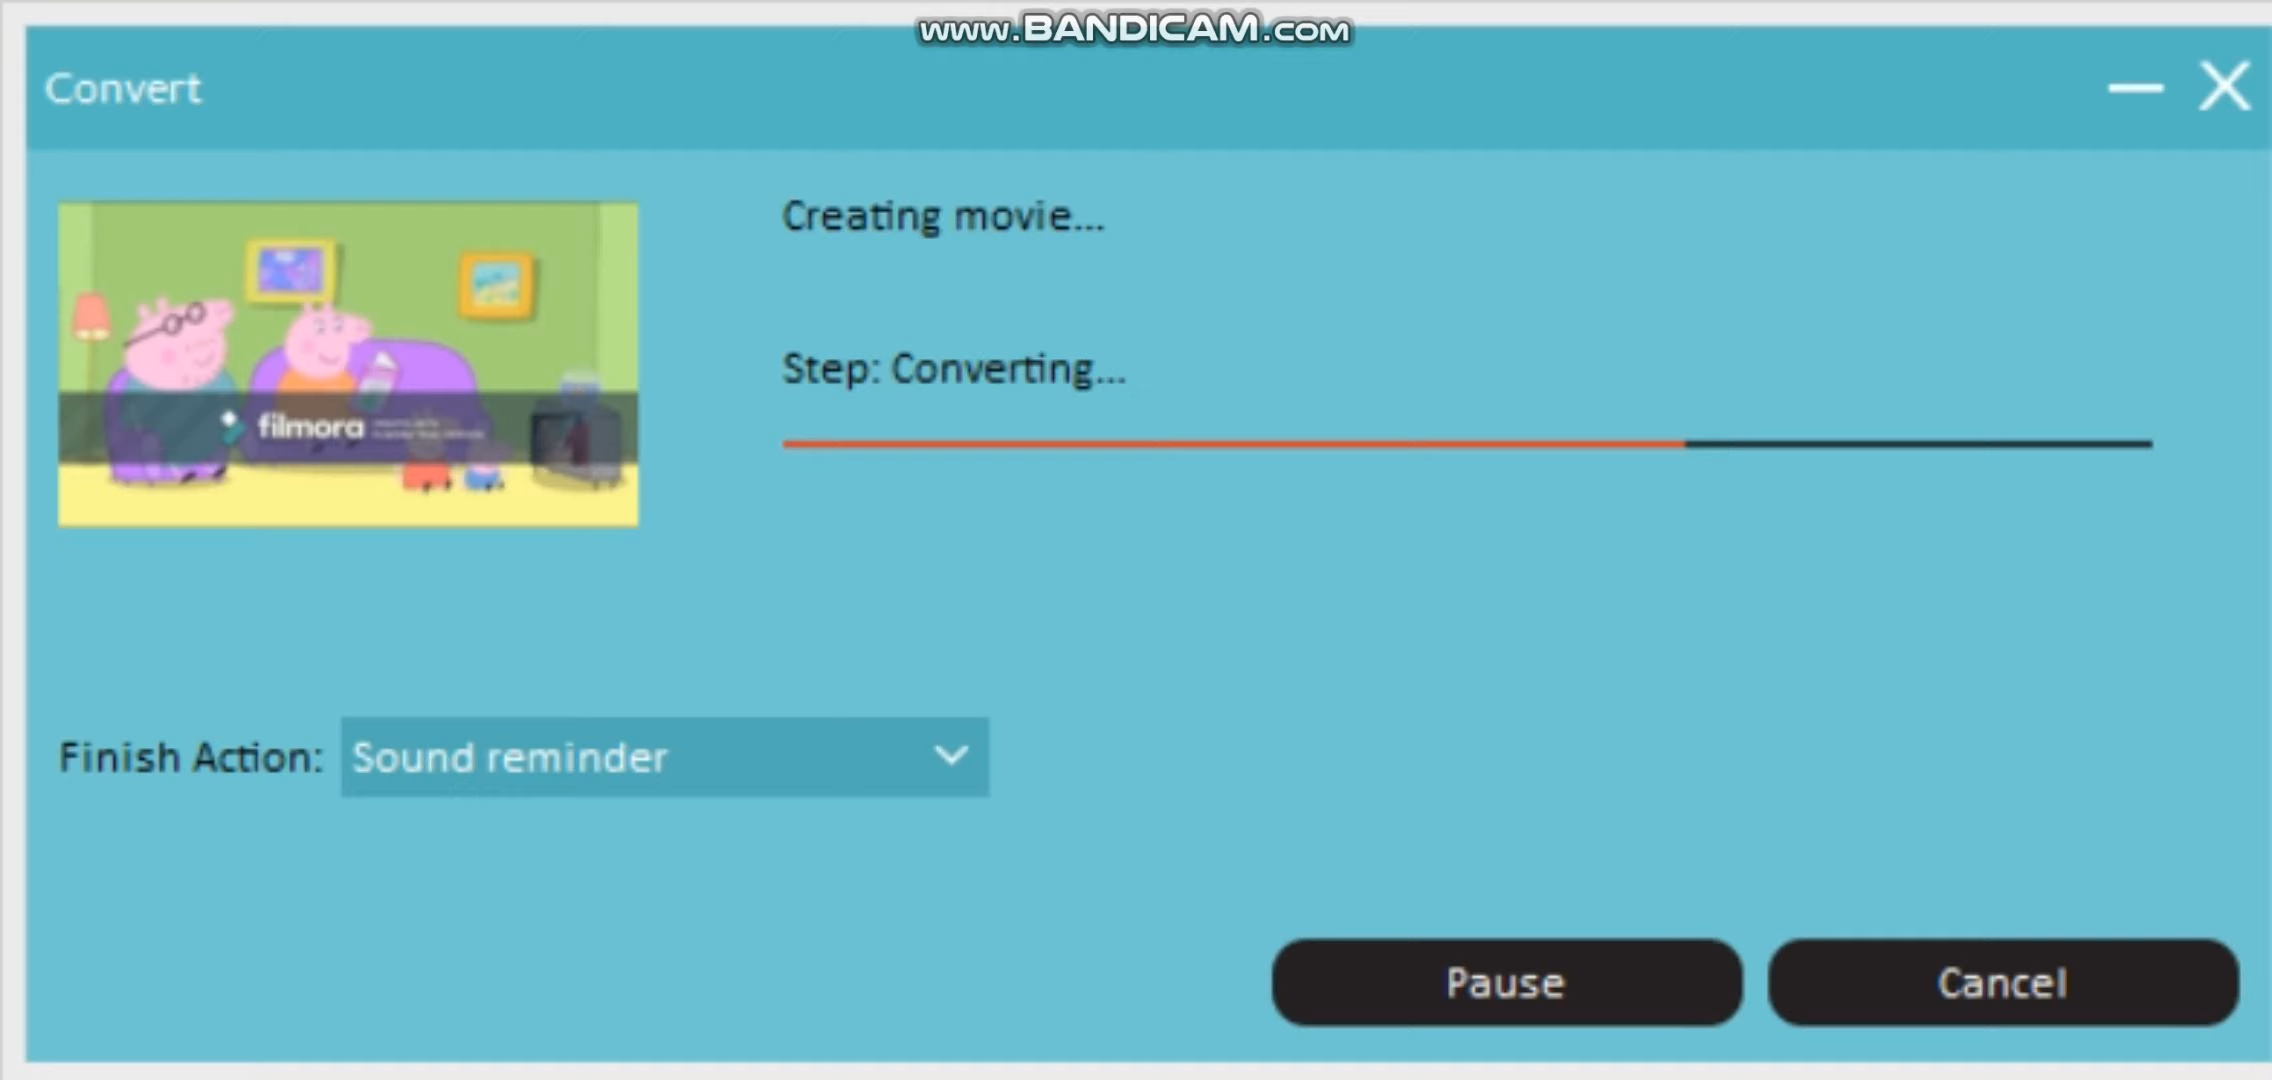 www.BANDICAM.com
Convert
Creating movie...
Step: Converting...
filmora
Finish Action: Sound reminder
Pause
Cancel